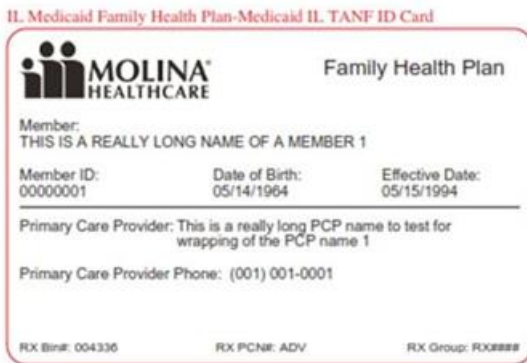 IL Medicaid Family Health Plan-Medicaid IL TANF ID Card
MOLINA®
HEALTHCARE
Family Health Plan
Member:
THIS IS A REALLY LONG NAME OF A MEMBER 1
Member ID: Date of Birth: Effective Date:
00000001 05/14/1964 05/15/1994
Primary Care Provider: This is a really long PCP name to test for
wrapping of the PCP name 1
Primary Care Provider Phone: (001) 001-0001
RX Bin#: 004336 RX PCN#: ADV RX Group: RX####